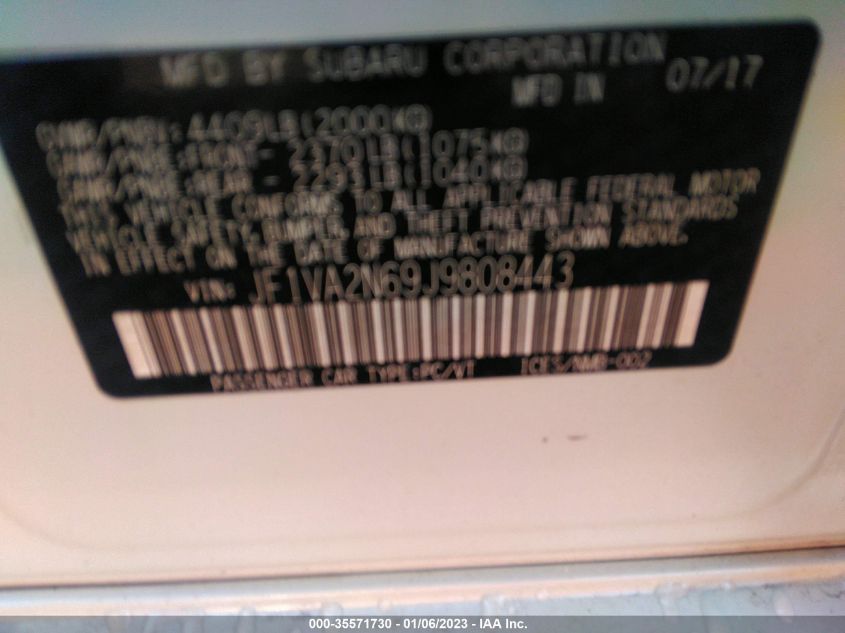 MFD BY SUBARU CORPORATION 07/17
MFD IN
GVWR/PNBV: 4409LB(2000KG)
GAWR/PNBE:FRONT- 2370LB(1075KG)
GAWR/PNBE:REAR - 2293LB(1040KG)
THIS VEHICLE CONFORMS TO ALL APPLICABLE FEDERAL MOTOR
VEHICLE SAFETY,BUMPER,AND THEFT PREVENTION STANDARDS
IN EFFECT ON THE DATE OF MANUFACTURE SHOWN ABOVE.
VIN: JF1VA2N69J9808443
PASSENGER CAR TYPE:PC/VT ICES/NMB-002
000-35571730 — 01/06/2023 — IAA Inc.